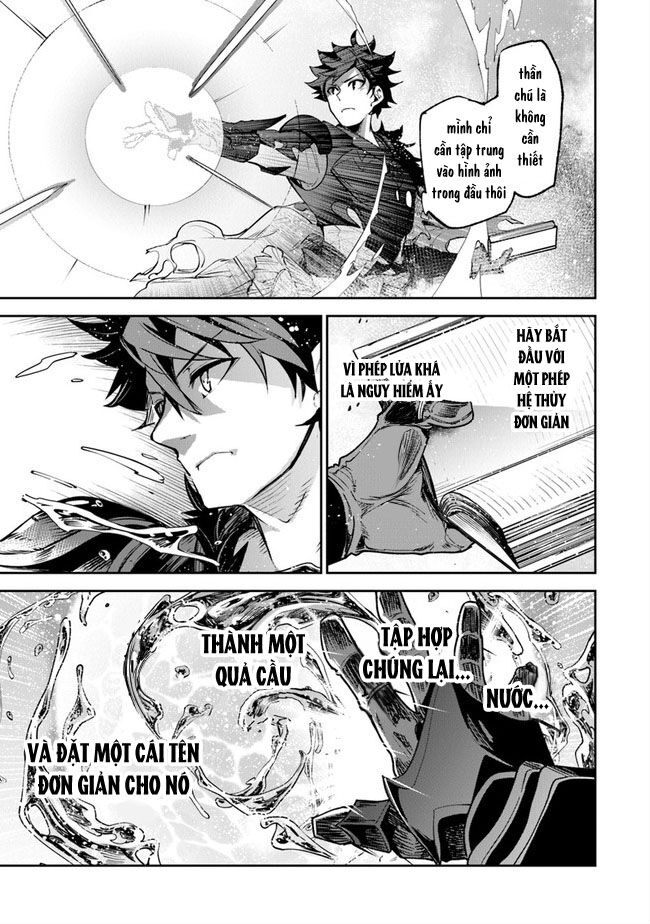 thần
chú là
không
cần
thiết
mình chỉ
cần tập trung
vào hình ảnh
trong đầu thôi
HÃY BẮT
ĐẦU VỚI
MỘT PHÉP
HỆ THỦY
ĐƠN GIẢN
VÌ PHÉP LỬA KHÁ
LÀ NGUY HIỂM ẤY
NƯỚC...
TẬP HỢP
CHÚNG LẠI...
THÀNH MỘT
QUẢ CẦU
VÀ ĐẶT MỘT CÁI TÊN
ĐƠN GIẢN CHO NÓ